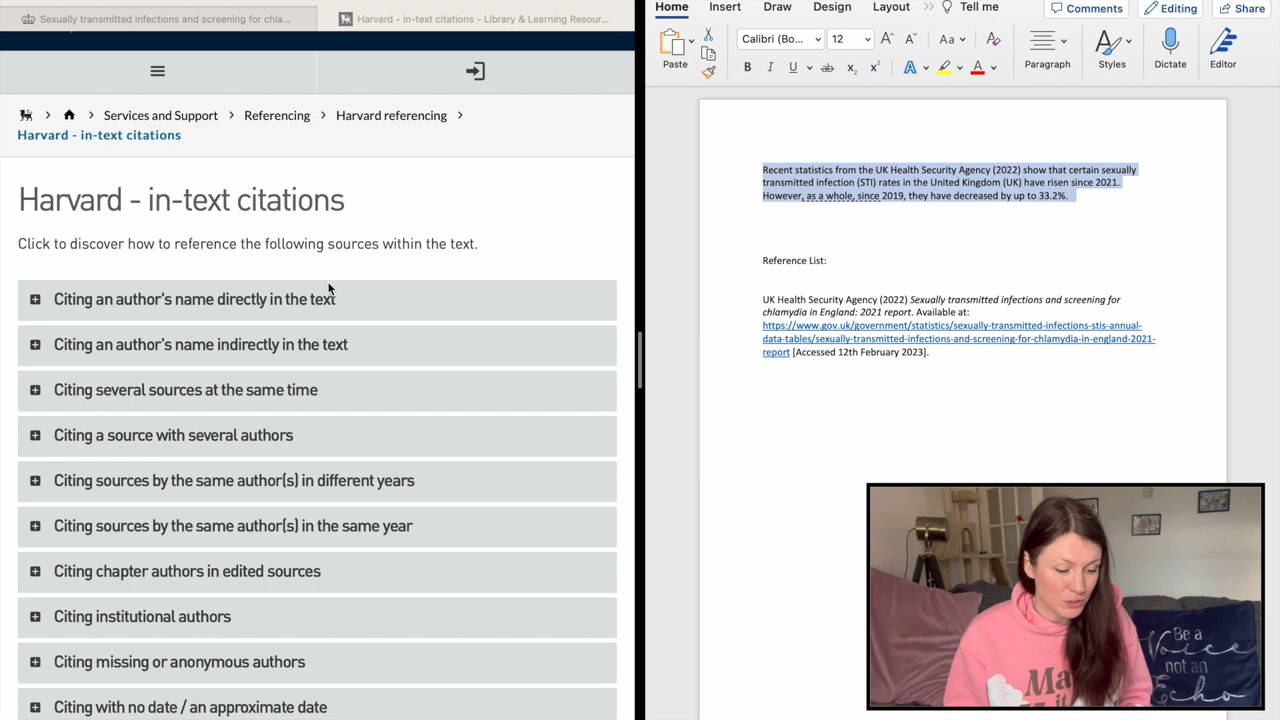 Sexually transmitted infections and screening for chla...
Harvard - in-text citations - Library & Learning Resour...
Services and Support
Referencing
Harvard referencing
Harvard - in-text citations
Harvard - in-text citations
Click to discover how to reference the following sources within the text.
Citing an author's name directly in the text
Citing an author's name indirectly in the text
Citing several sources at the same time
Citing a source with several authors
Citing sources by the same author(s) in different years
Citing sources by the same author(s) in the same year
Citing chapter authors in edited sources
Citing institutional authors
Citing missing or anonymous authors
Citing with no date / an approximate date
Home Insert Draw Design Layout Tell me
Comments Editing Share
Calibri (Bo... 12 Aa
Paste
B I U ab x2 x2 A A
Paragraph Styles Dictate Editor
Recent statistics from the UK Health Security Agency (2022) show that certain sexually
transmitted infection (STI) rates in the United Kingdom (UK) have risen since 2021.
However, as a whole, since 2019, they have decreased by up to 33.2%.
Reference List:
UK Health Security Agency (2022) Sexually transmitted infections and screening for
chlamydia in England: 2021 report. Available at:
https://www.gov.uk/government/statistics/sexually-transmitted-infections-stis-annual-
data-tables/sexually-transmitted-infections-and-screening-for-chlamydia-in-england-2021-
report [Accessed 12th February 2023].
Be a
Voice
not an
Echo